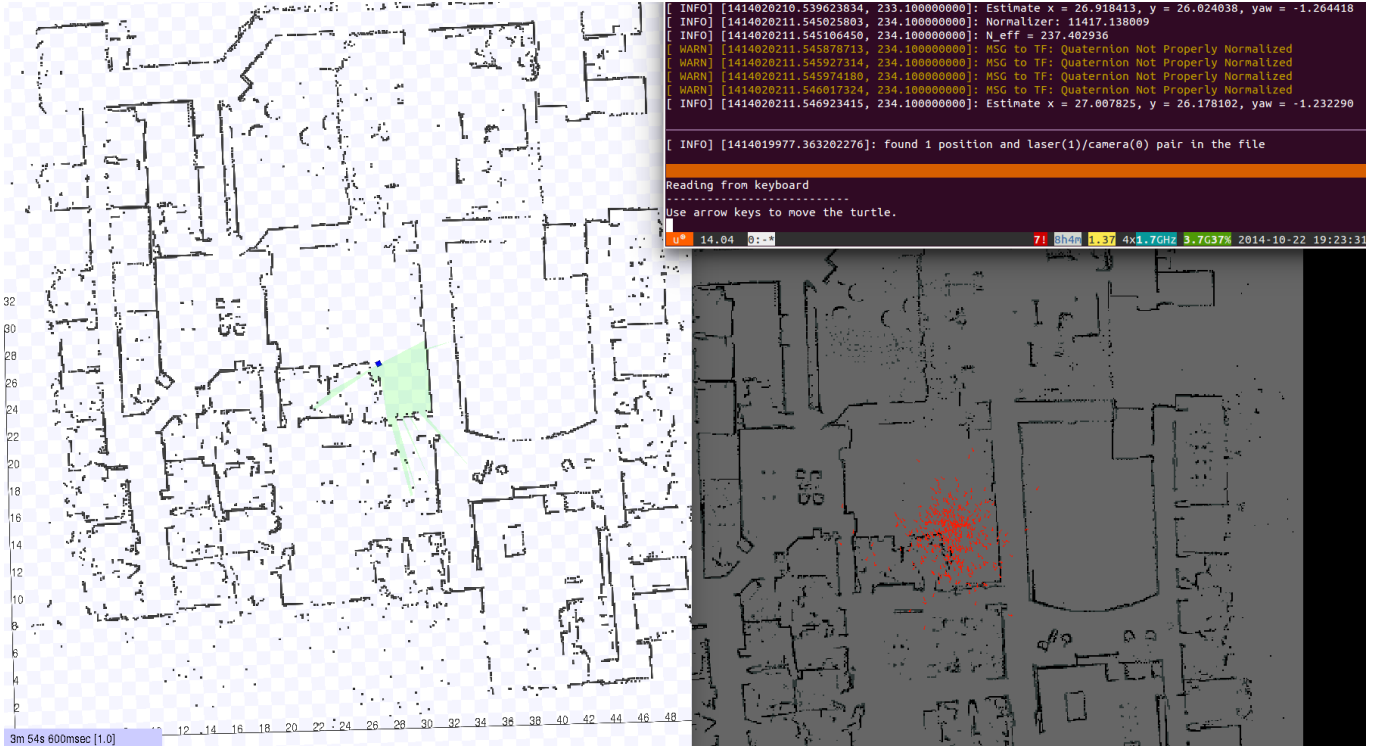 [ INFO] [1414020210.539623834, 233.100000000]: Estimate x = 26.918413, y = 26.024038, yaw = -1.264418
[ INFO] [1414020211.545025803, 234.100000000]: Normalizer: 11417.138009
[ INFO] [1414020211.545106450, 234.100000000]: N_eff = 237.402936
[ WARN] [1414020211.545878713, 234.100000000]: MSG to TF: Quaternion Not Properly Normalized
[ WARN] [1414020211.545927314, 234.100000000]: MSG to TF: Quaternion Not Properly Normalized
[ WARN] [1414020211.545974180, 234.100000000]: MSG to TF: Quaternion Not Properly Normalized
[ WARN] [1414020211.546017324, 234.100000000]: MSG to TF: Quaternion Not Properly Normalized
[ INFO] [1414020211.546923415, 234.100000000]: Estimate x = 27.007825, y = 26.178102, yaw = -1.232290
[ INFO] [1414019977.363202276]: found 1 position and laser(1)/camera(0) pair in the file
Reading from keyboard
---------------------------
Use arrow keys to move the turtle.
u® 14.04 0:-* 7! 8h4m 1.37 4x1.7GHz 3.7G37% 2014-10-22 19:23:31
32
30
28
26
24
22
20
18
16
14
12
10
8
6
4
2
12 14 16 18 20 22 24 26 28 30 32 34 36 38 40 42 44 46 48
3m 54s 600msec [1.0]